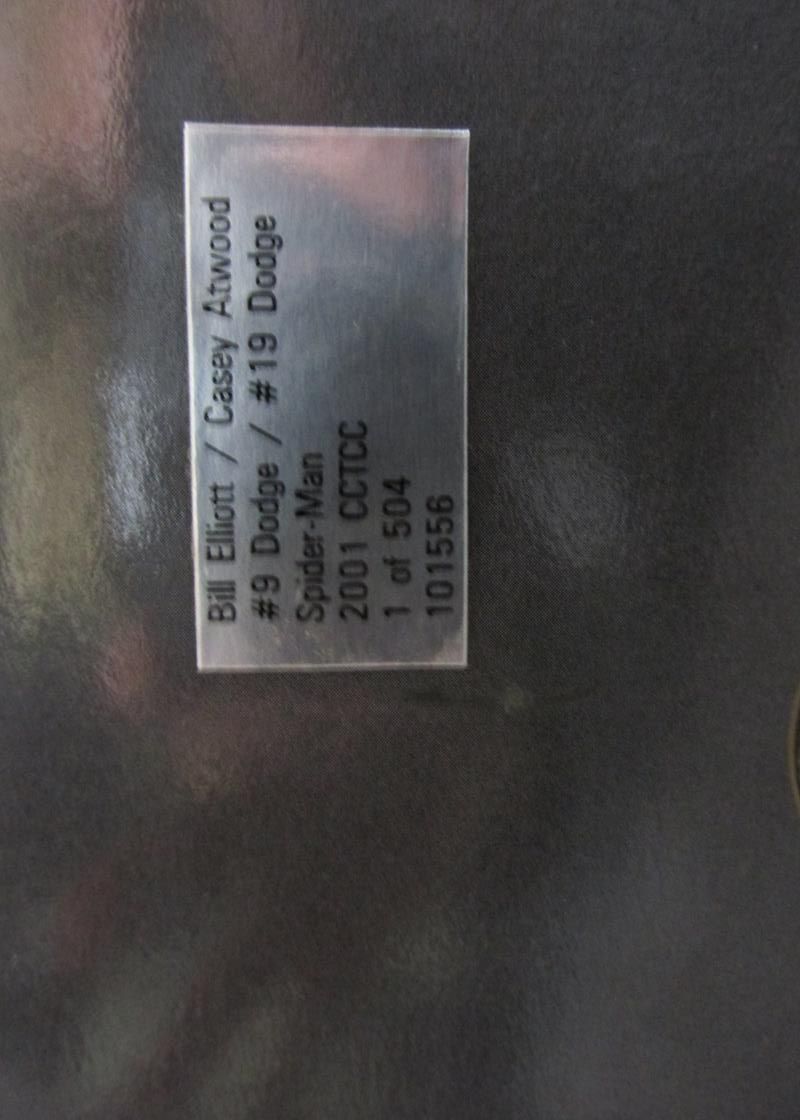 Bill Elliott / Casey Atwood
#9 Dodge / #19 Dodge
Spider-Man
2001 CCTCC
1 of 504
101556